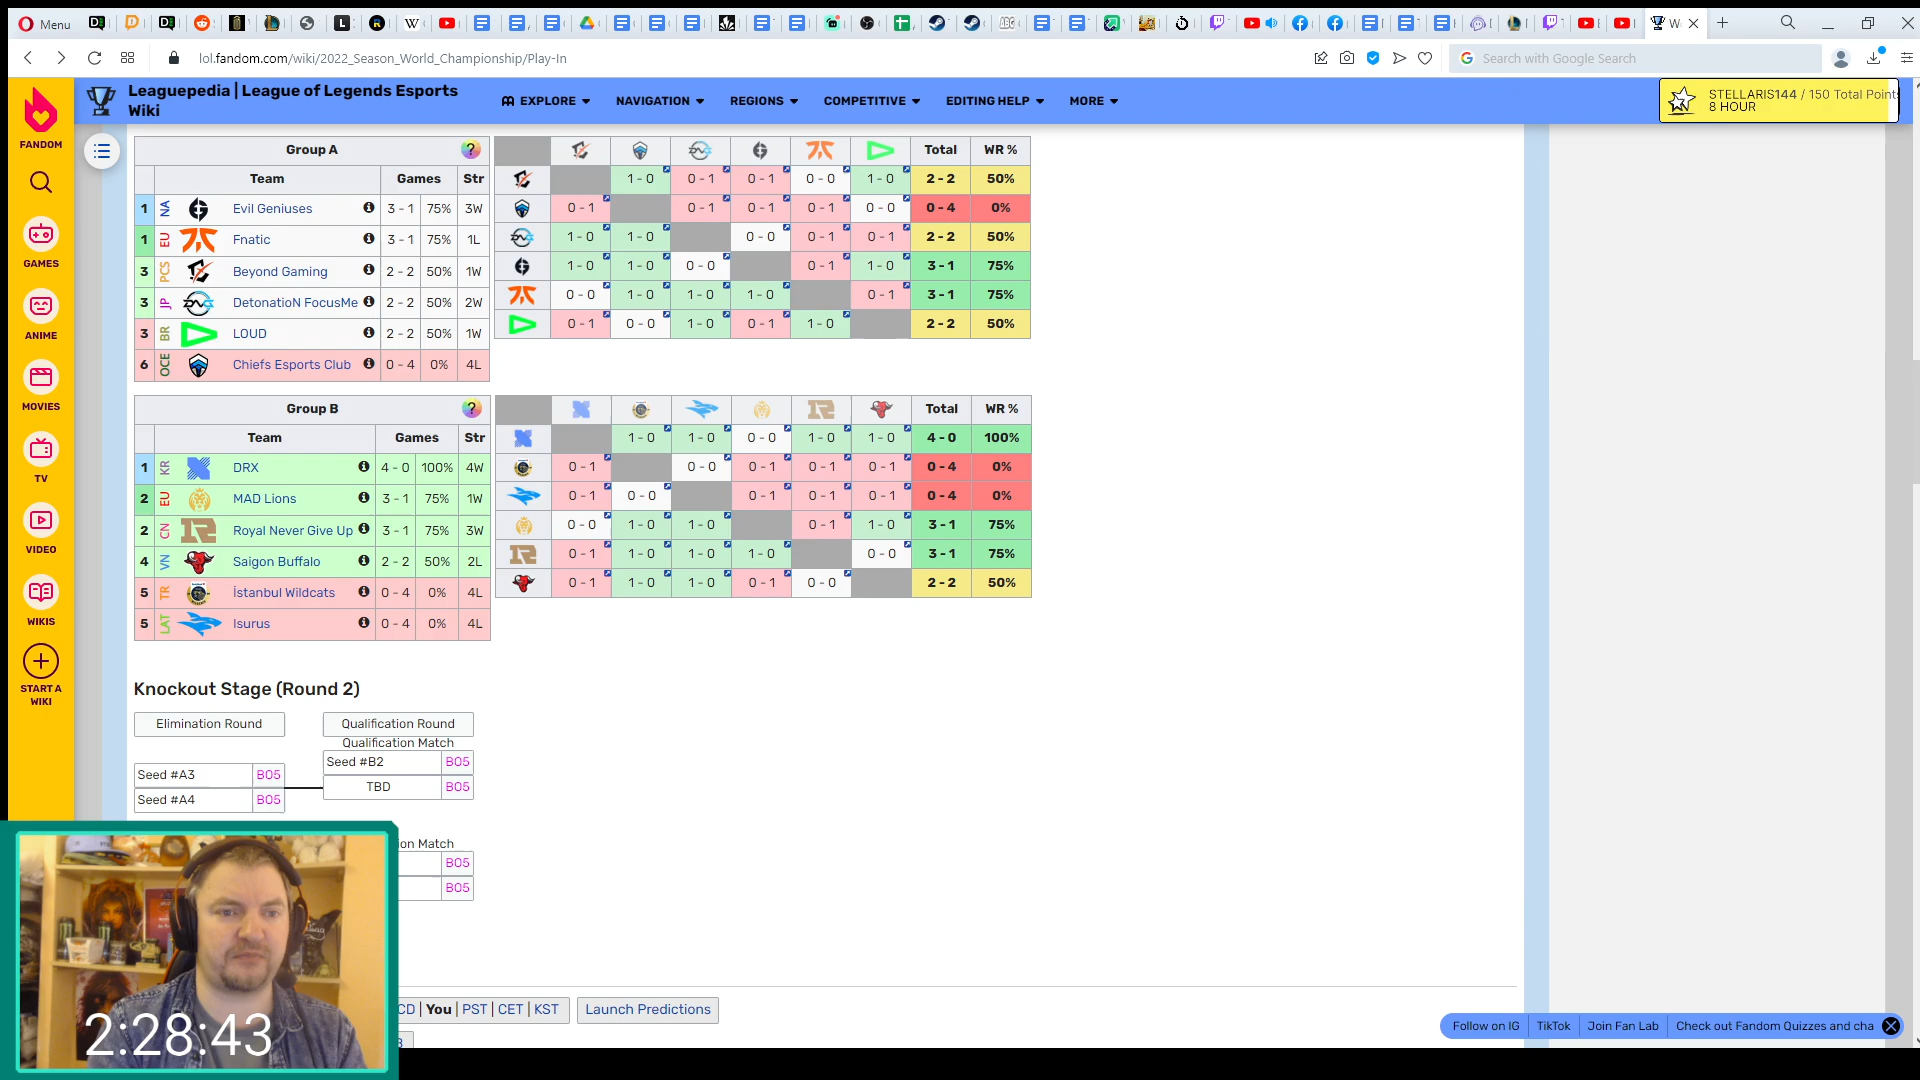 Menu
lol.fandom.com/wiki/2022_Season_World_Championship/Play-In
Search with Google Search
FANDOM
GAMES
ANIME
MOVIES
TV
VIDEO
WIKIS
START A
WIKI
Leaguepedia | League of Legends Esports
Wiki
EXPLORE
NAVIGATION
REGIONS
COMPETITIVE
EDITING HELP
MORE
STELLARIS144 / 150 Total Point
8 HOUR
Group A
Team Games Str
1 NA Evil Geniuses 3 - 1 75% 3W
1 EU Fnatic 3 - 1 75% 1L
3 PCS Beyond Gaming 2 - 2 50% 1W
3 JP DetonatioN FocusMe 2 - 2 50% 2W
3 BR LOUD 2 - 2 50% 1W
6 OCE Chiefs Esports Club 0 - 4 0% 4L
Total WR %
1 - 0 0 - 1 0 - 1 0 - 0 1 - 0 2 - 2 50%
0 - 1 0 - 1 0 - 1 0 - 1 0 - 0 0 - 4 0%
1 - 0 1 - 0 0 - 0 0 - 1 0 - 1 2 - 2 50%
1 - 0 1 - 0 0 - 0 0 - 1 1 - 0 3 - 1 75%
0 - 0 1 - 0 1 - 0 1 - 0 0 - 1 3 - 1 75%
0 - 1 0 - 0 1 - 0 0 - 1 1 - 0 2 - 2 50%
Group B
Team Games Str
1 KR DRX 4 - 0 100% 4W
2 EU MAD Lions 3 - 1 75% 1W
2 CN Royal Never Give Up 3 - 1 75% 3W
4 VN Saigon Buffalo 2 - 2 50% 2L
5 TR İstanbul Wildcats 0 - 4 0% 4L
5 LAT Isurus 0 - 4 0% 4L
Total WR %
1 - 0 1 - 0 0 - 0 1 - 0 1 - 0 4 - 0 100%
0 - 1 0 - 0 0 - 1 0 - 1 0 - 1 0 - 4 0%
0 - 1 0 - 0 0 - 1 0 - 1 0 - 1 0 - 4 0%
0 - 0 1 - 0 1 - 0 0 - 1 1 - 0 3 - 1 75%
0 - 1 1 - 0 1 - 0 1 - 0 0 - 0 3 - 1 75%
0 - 1 1 - 0 1 - 0 0 - 1 0 - 0 2 - 2 50%
Knockout Stage (Round 2)
Elimination Round
Qualification Round
Qualification Match
Seed #B2 BO5
TBD BO5
Seed #A3 BO5
Seed #A4 BO5
ion Match
BO5
BO5
CD | You | PST | CET | KST
Launch Predictions
2:28:43
Follow on IG
TikTok
Join Fan Lab
Check out Fandom Quizzes and cha